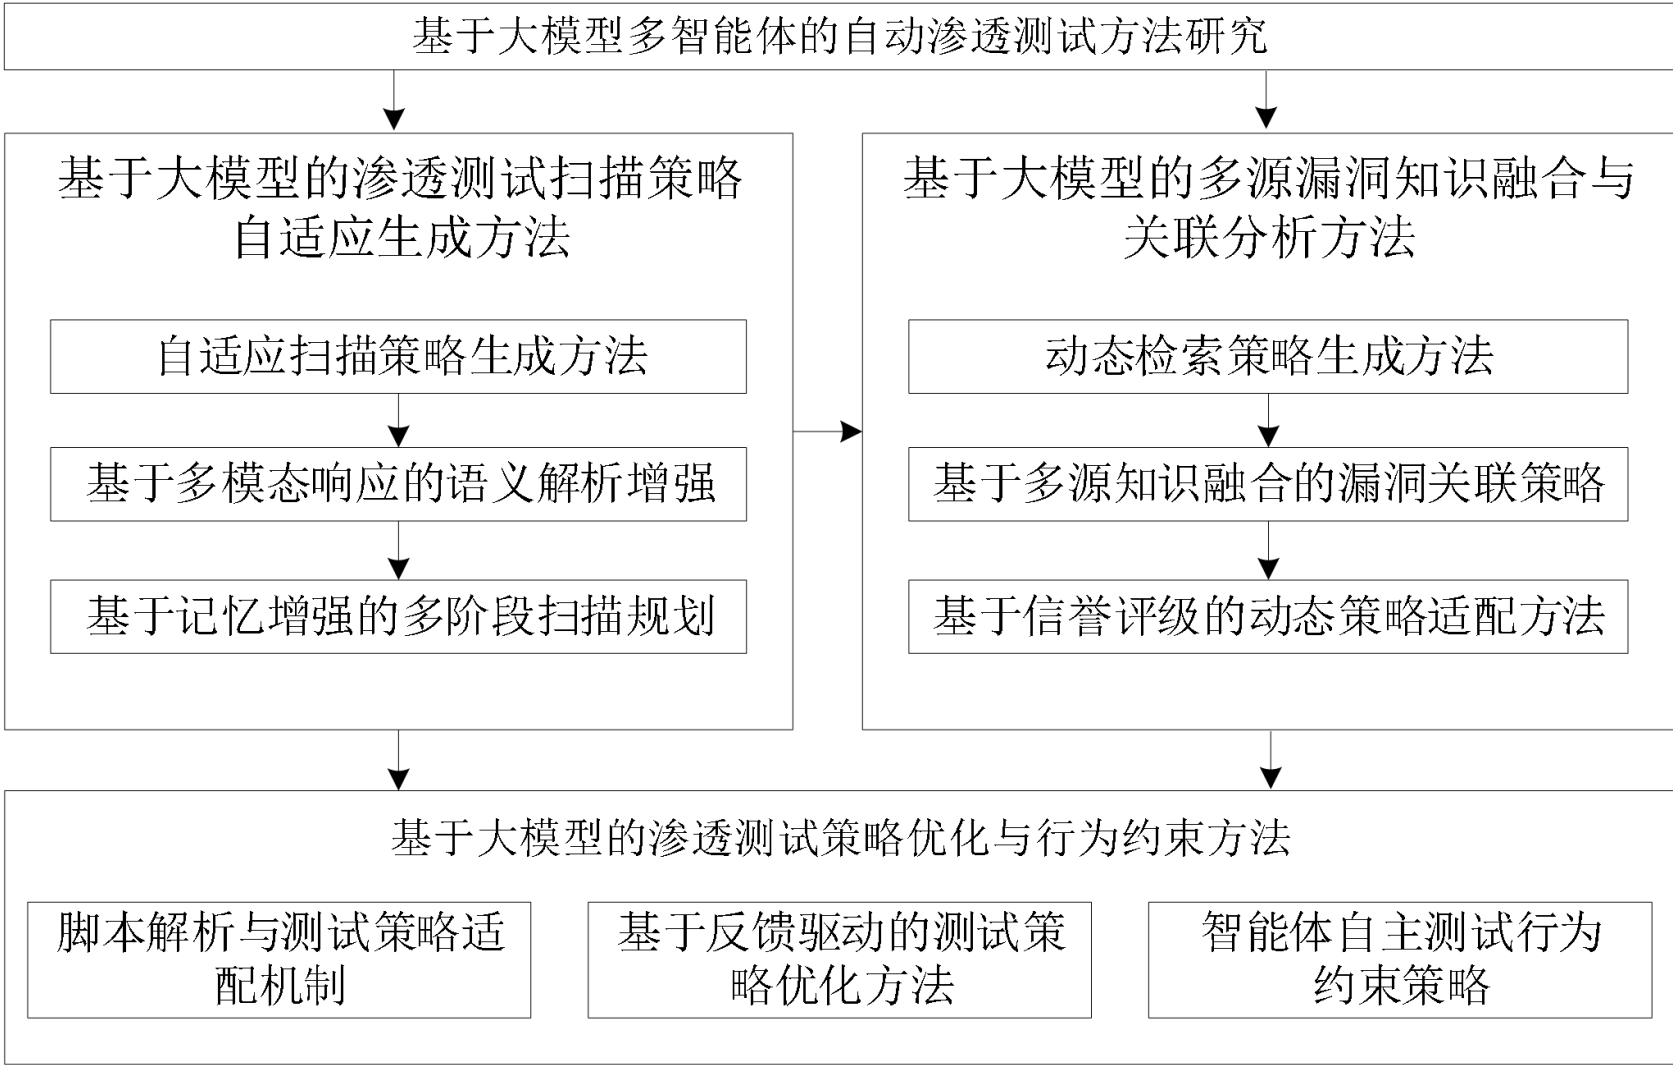 基于大模型多智能体的自动渗透测试方法研究
基于大模型的渗透测试扫描策略
自适应生成方法
自适应扫描策略生成方法
基于多模态响应的语义解析增强
基于记忆增强的多阶段扫描规划
基于大模型的多源漏洞知识融合与
关联分析方法
动态检索策略生成方法
基于多源知识融合的漏洞关联策略
基于信誉评级的动态策略适配方法
基于大模型的渗透测试策略优化与行为约束方法
脚本解析与测试策略适
配机制
基于反馈驱动的测试策
略优化方法
智能体自主测试行为
约束策略